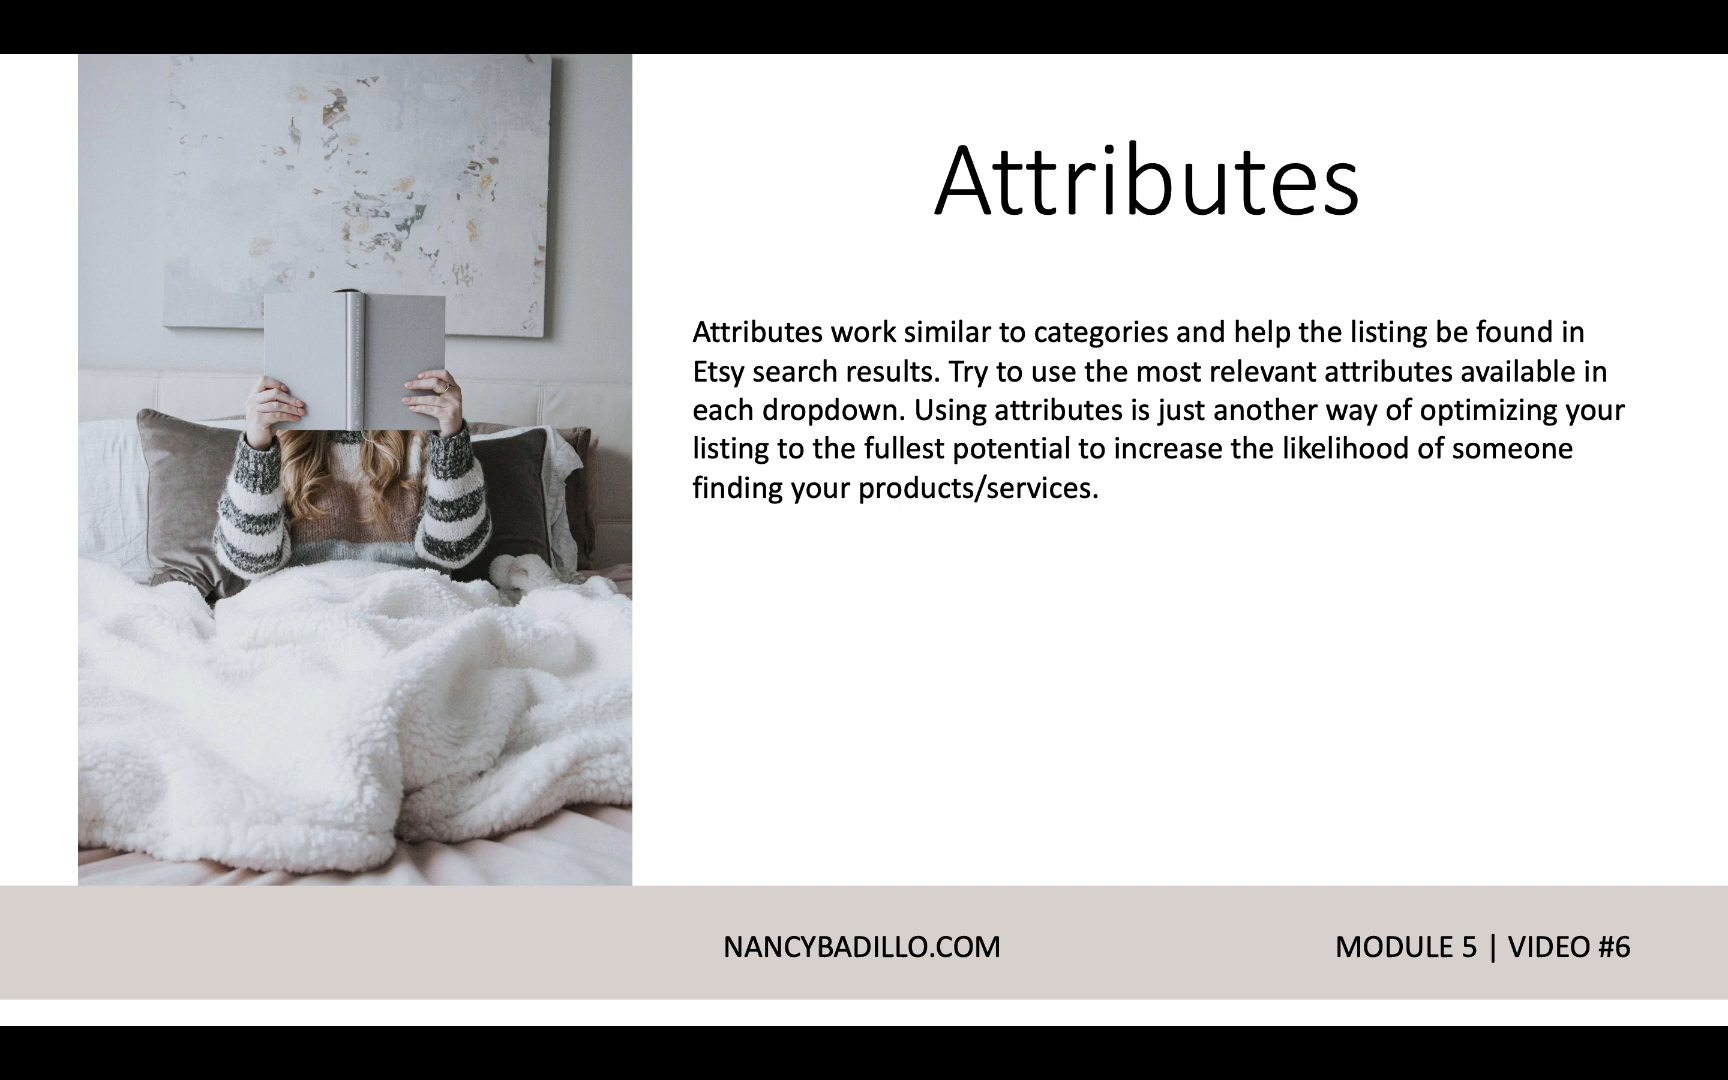 Attributes
Attributes work similar to categories and help the listing be found in
Etsy search results. Try to use the most relevant attributes available in
each dropdown. Using attributes is just another way of optimizing your
listing to the fullest potential to increase the likelihood of someone
finding your products/services.
NANCYBADILLO.COM
MODULE 5 | VIDEO #6